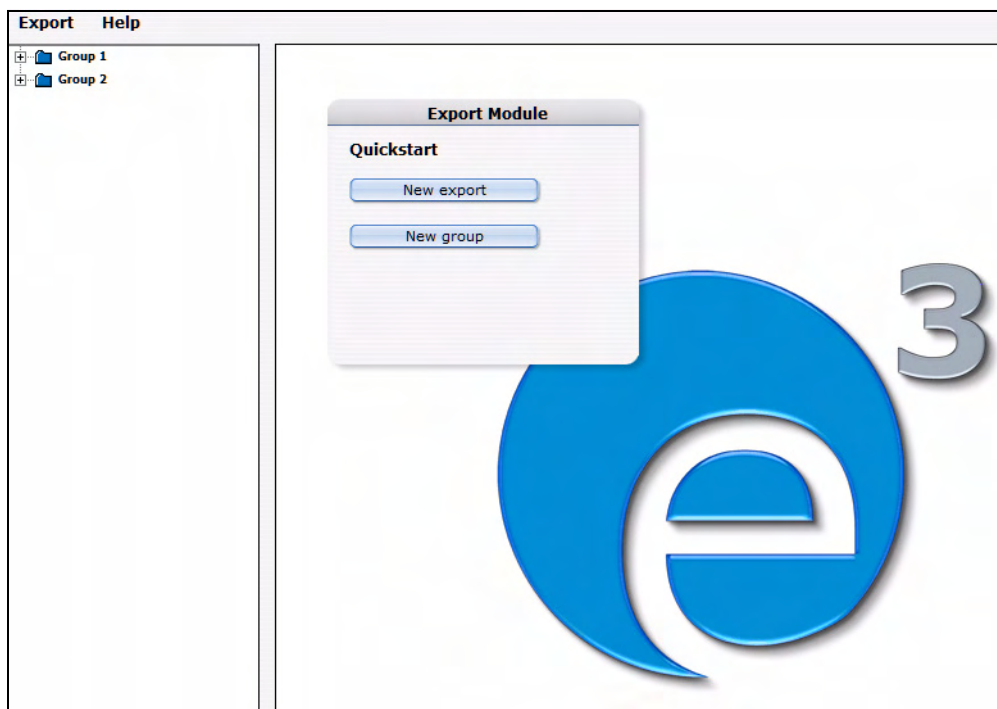 Export Help
Group 1
Group 2
Export Module
Quickstart
New export
New group
e
3